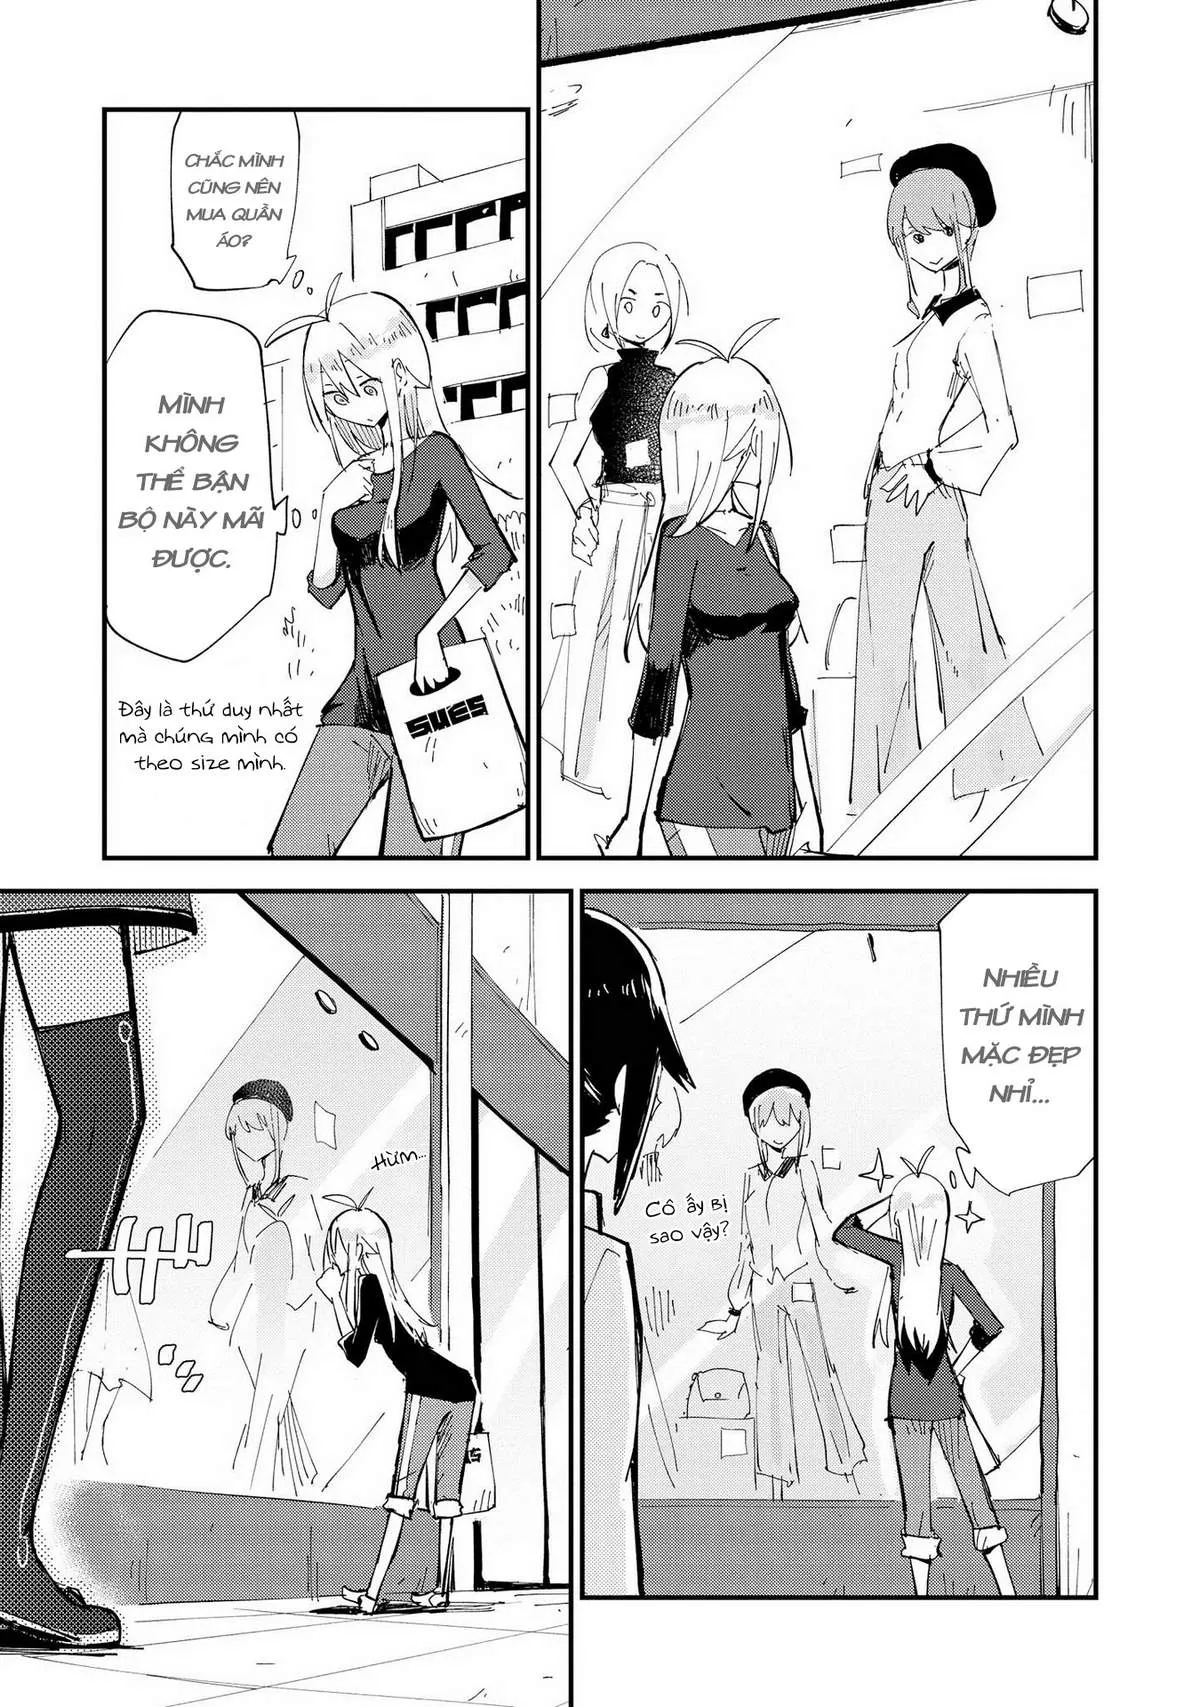 CHẮC MÌNH
CŨNG NÊN
MUA QUẦN
ÁO?
MÌNH
KHÔNG
THỂ BẬN
BỘ NÀY MÃI
ĐƯỢC.
Đây là thứ duy nhất
mà chúng mình có
theo size mình.
SUES
NHIỀU
THỨ MÌNH
MẶC ĐẸP
NHỈ...
Cô ấy bị
sao vậy?
Hừm...